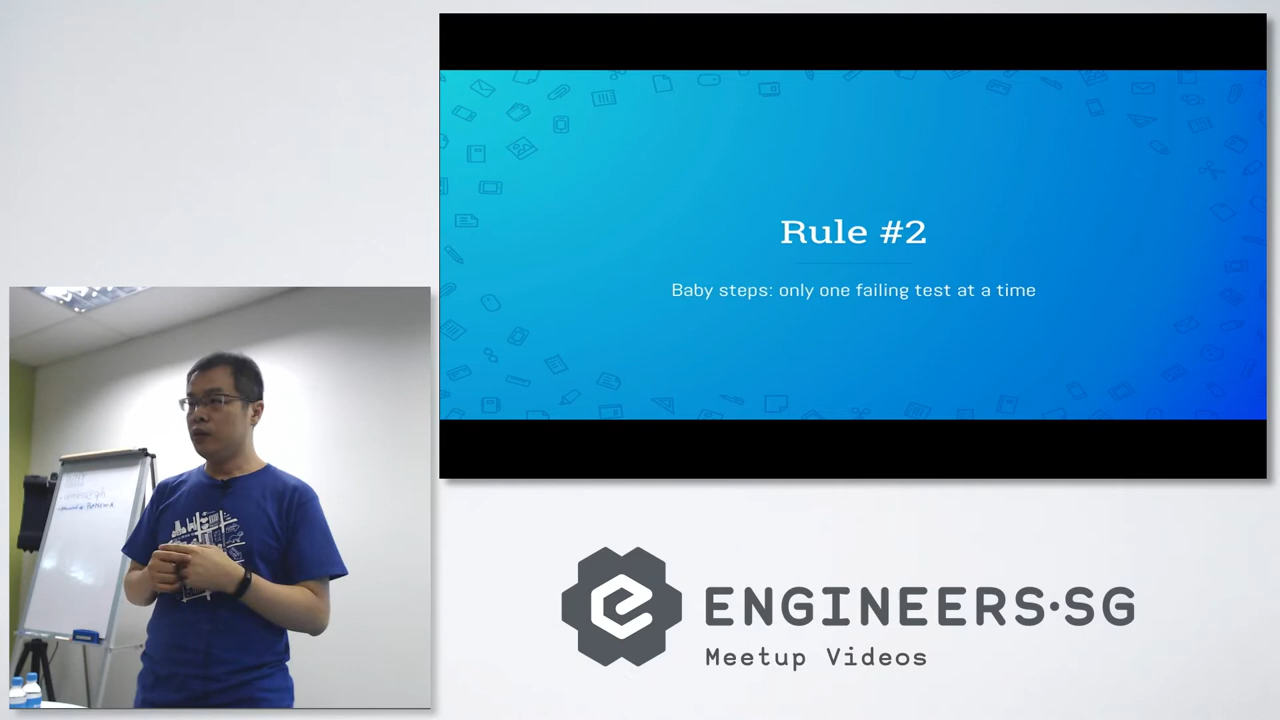 Rule #2
Baby steps: only one failing test at a time
ENGINEERS·SG
Meetup Videos